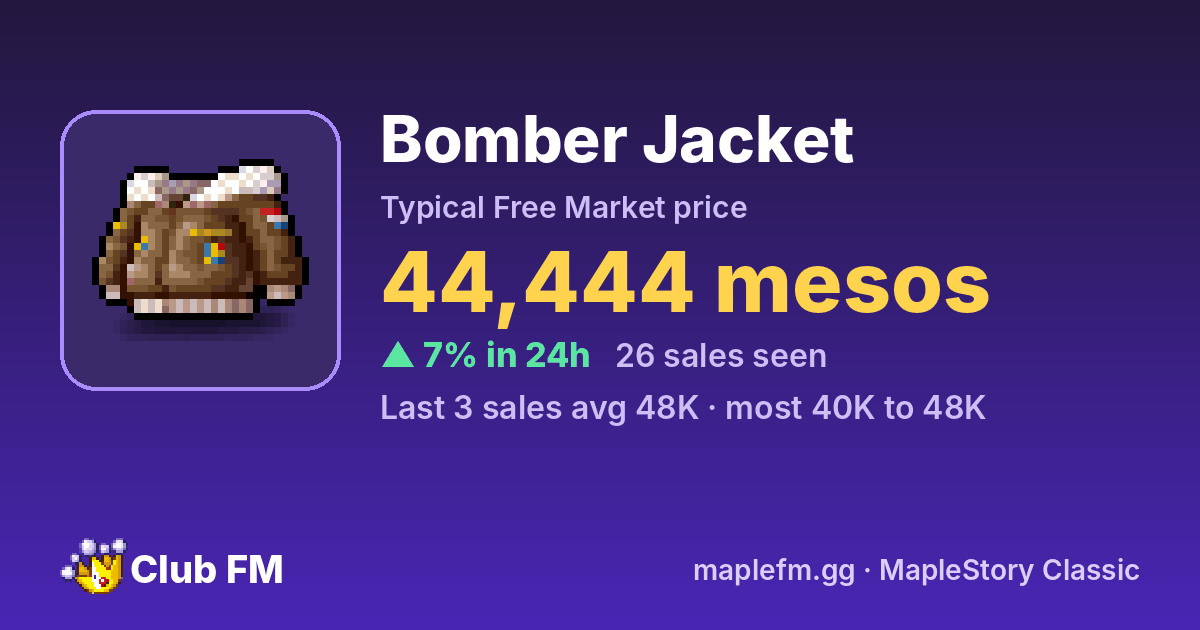 Bomber Jacket
Typical Free Market price
44,444 mesos
▲ 7% in 24h 26 sales seen
Last 3 sales avg 48K · most 40K to 48K
Club FM
maplefm.gg · MapleStory Classic